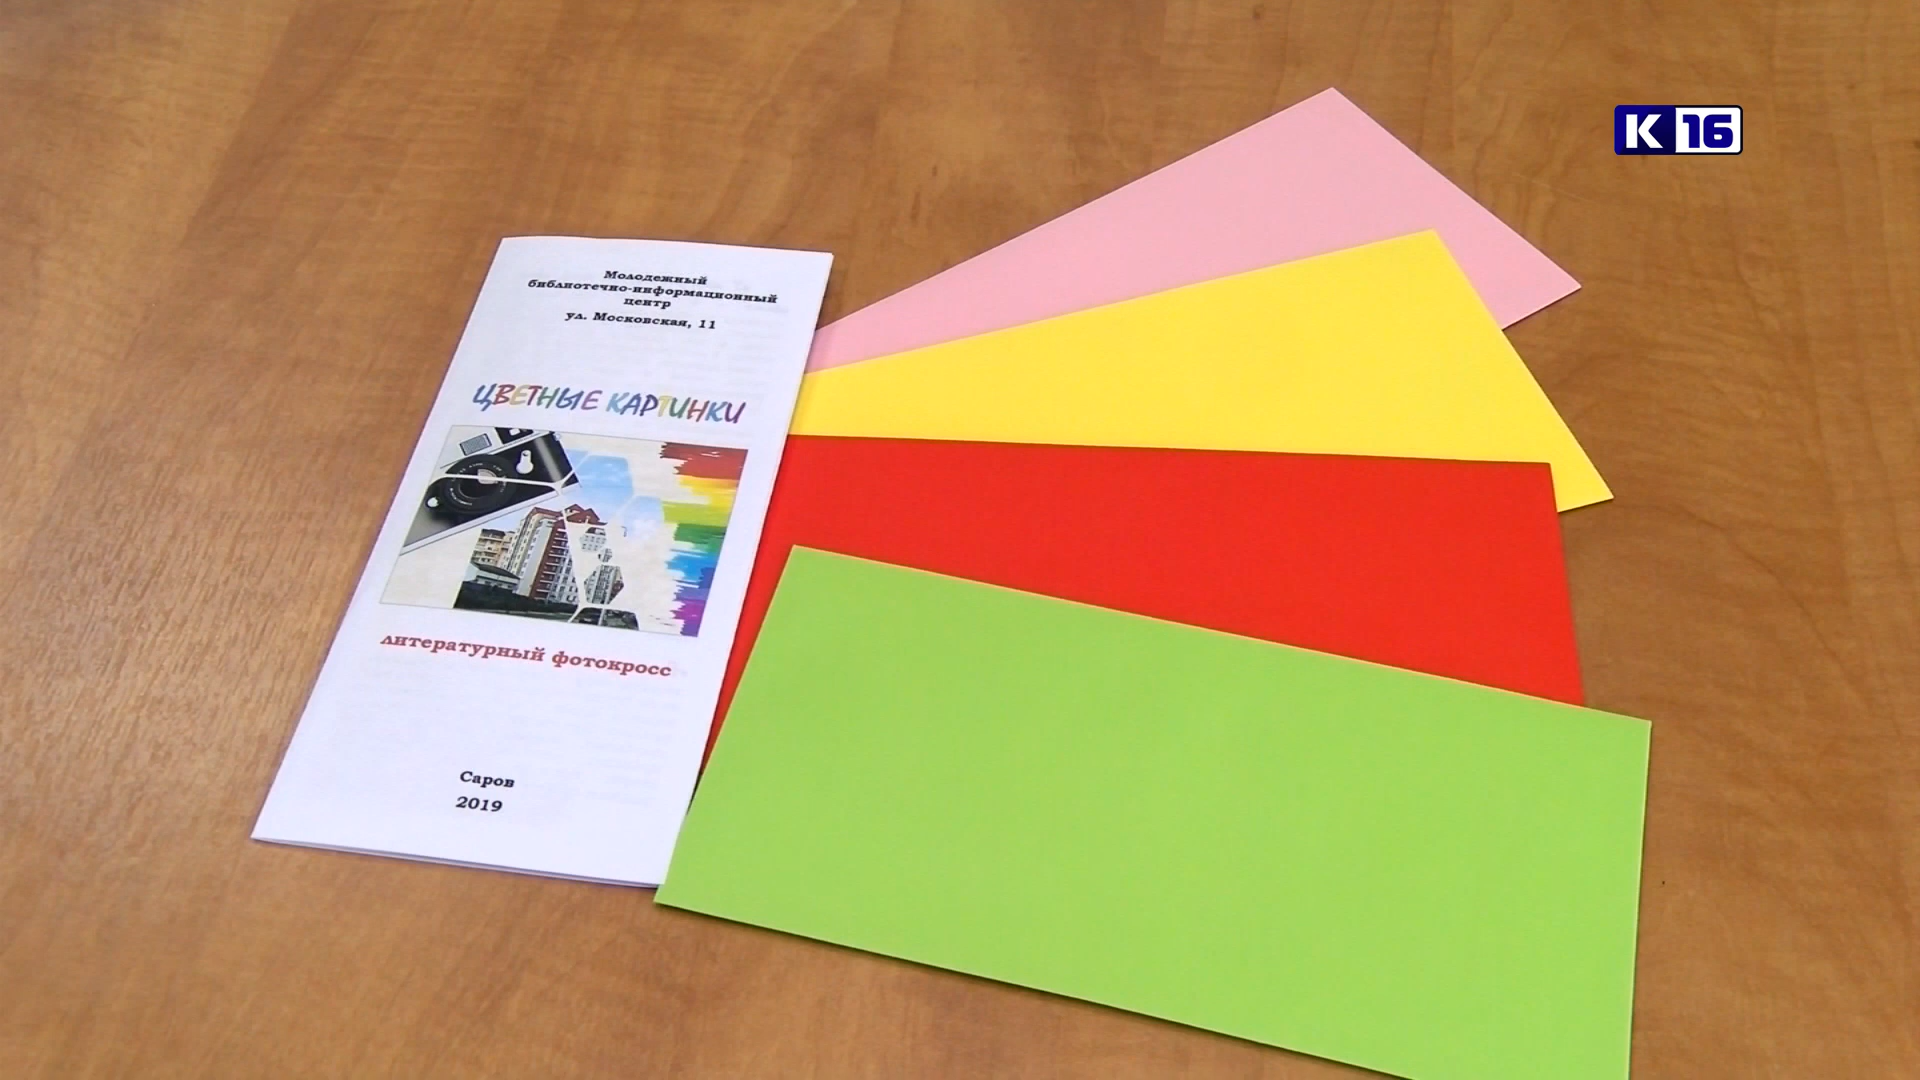 Молодежный
библиотечно-информационный
центр
ул. Московская, 11
ЦВЕТНЫЕ КАРТИНКИ
литературный фотокросс
Саров
2019
К 16